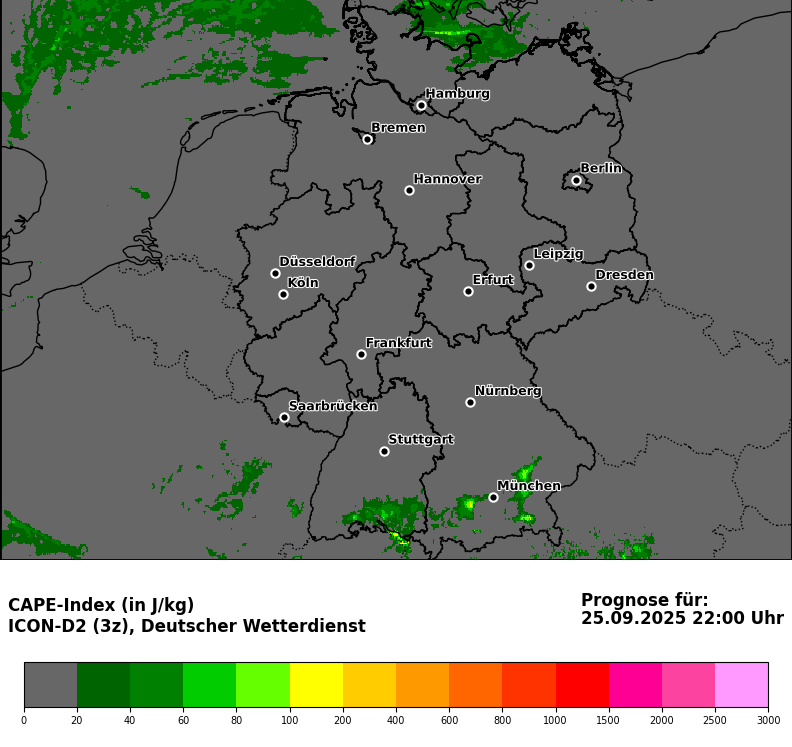 Hamburg
Bremen
Berlin
Hannover
Leipzig
Düsseldorf
Dresden
Erfurt
Köln
Frankfurt
Nürnberg
Saarbrücken
Stuttgart
München
CAPE-Index (in J/kg)
ICON-D2 (3z), Deutscher Wetterdienst
Prognose für:
25.09.2025 22:00 Uhr
0 20 40 60 80 100 200 400 600 800 1000 1500 2000 2500 3000